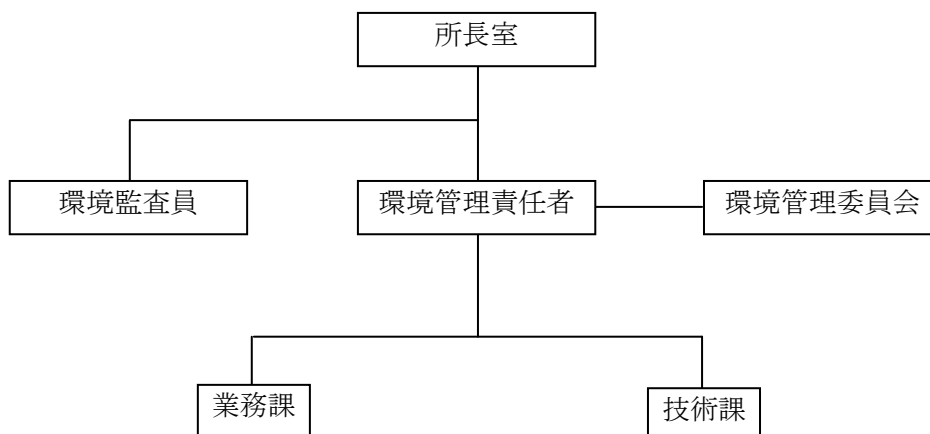 所長室
環境監査員
環境管理責任者
環境管理委員会
業務課
技術課